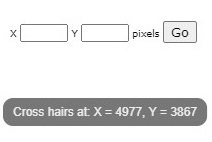 X Y pixels Go
Cross hairs at: X = 4977, Y = 3867